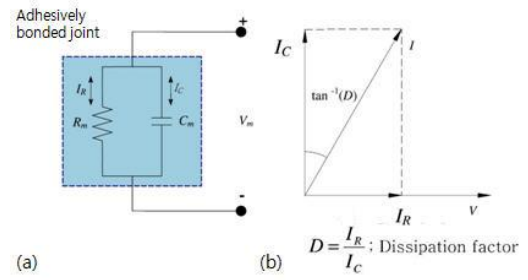 Adhesively
bonded joint
+
I_R
I_C
R_m
C_m
V_m
-
(a)
I_C
I
tan⁻¹(D)
I_R
V
D = I_R / I_C ; Dissipation factor
(b)